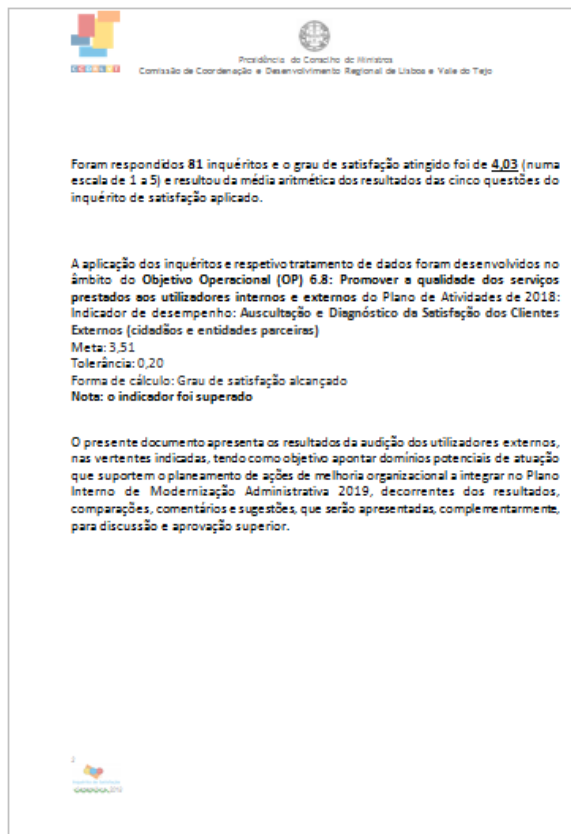 CCDRLVT
Presidência do Conselho de Ministros
Comissão de Coordenação e Desenvolvimento Regional de Lisboa e Vale do Tejo
Foram respondidos 81 inquéritos e o grau de satisfação atingido foi de 4,03 (numa
escala de 1 a 5) e resultou da média aritmética dos resultados das cinco questões do
inquérito de satisfação aplicado.
A aplicação dos inquéritos e respetivo tratamento de dados foram desenvolvidos no
âmbito do Objetivo Operacional (OP) 6.8: Promover a qualidade dos serviços
prestados aos utilizadores internos e externos do Plano de Atividades de 2018:
Indicador de desempenho: Auscultação e Diagnóstico da Satisfação dos Clientes
Externos (cidadãos e entidades parceiras)
Meta: 3,51
Tolerância: 0,20
Forma de cálculo: Grau de satisfação alcançado
Nota: o indicador foi superado
O presente documento apresenta os resultados da audição dos utilizadores externos,
nas vertentes indicadas, tendo como objetivo apontar domínios potenciais de atuação
que suportem o planeamento de ações de melhoria organizacional a integrar no Plano
Interno de Modernização Administrativa 2019, decorrentes dos resultados,
comparações, comentários e sugestões, que serão apresentadas, complementarmente,
para discussão e aprovação superior.
2